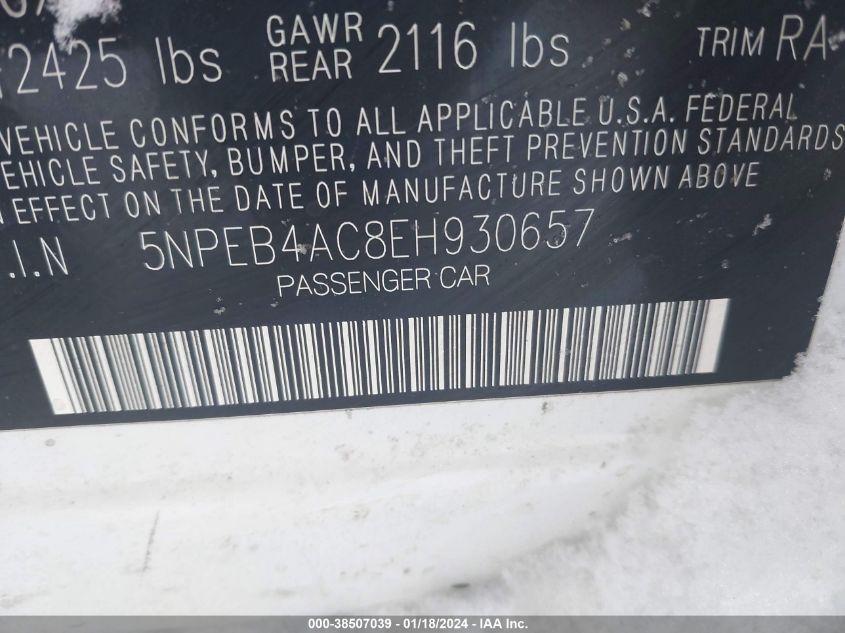 2425 lbs GAWR REAR 2116 lbs TRIM RA
VEHICLE CONFORMS TO ALL APPLICABLE U.S.A. FEDERAL
VEHICLE SAFETY, BUMPER, AND THEFT PREVENTION STANDARDS
EFFECT ON THE DATE OF MANUFACTURE SHOWN ABOVE
.I.N 5NPEB4AC8EH930657
PASSENGER CAR
000-38507039 - 01/18/2024 - IAA Inc.